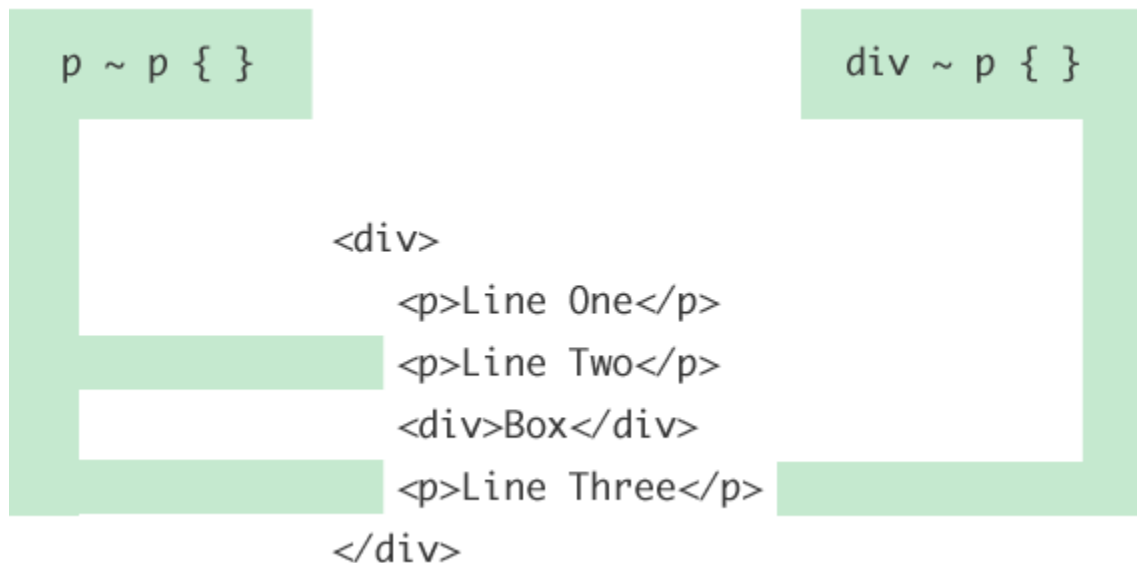 p ~ p { }
div ~ p { }
<div>
<p>Line One</p>
<p>Line Two</p>
<div>Box</div>
<p>Line Three</p>
</div>